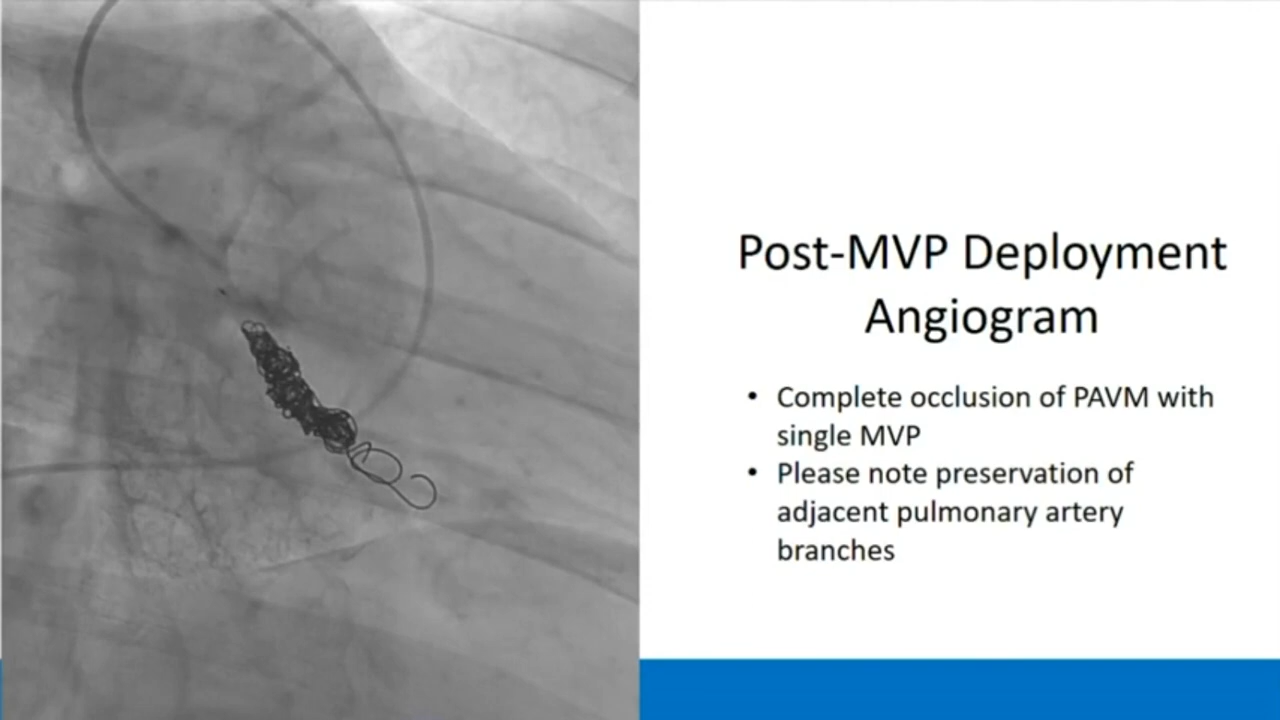 Post-MVP Deployment
Angiogram
• Complete occlusion of PAVM with
single MVP
• Please note preservation of
adjacent pulmonary artery
branches